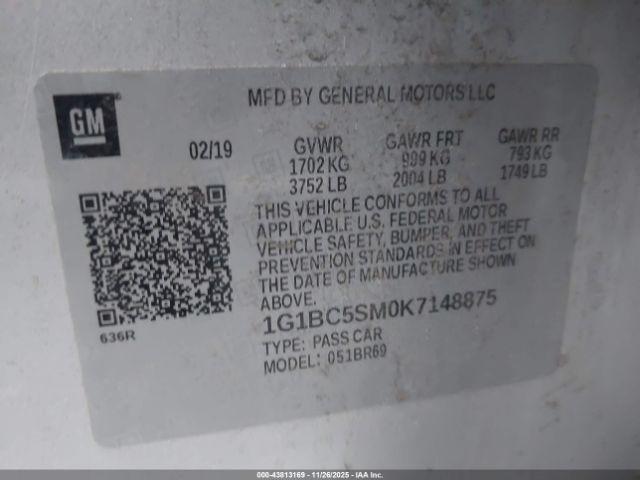 GM
MFD BY GENERAL MOTORS LLC
02/19
GVWR GAWR FRT GAWR RR
1702 KG 909 KG 793 KG
3752 LB 2004 LB 1749 LB
THIS VEHICLE CONFORMS TO ALL
APPLICABLE U.S. FEDERAL MOTOR
VEHICLE SAFETY, BUMPER, AND THEFT
PREVENTION STANDARDS IN EFFECT ON
THE DATE OF MANUFACTURE SHOWN
ABOVE.
636R
1G1BC5SM0K7148875
TYPE: PASS CAR
MODEL: 051BR69
000-43813169 - 11/26/2025 - IAA Inc.